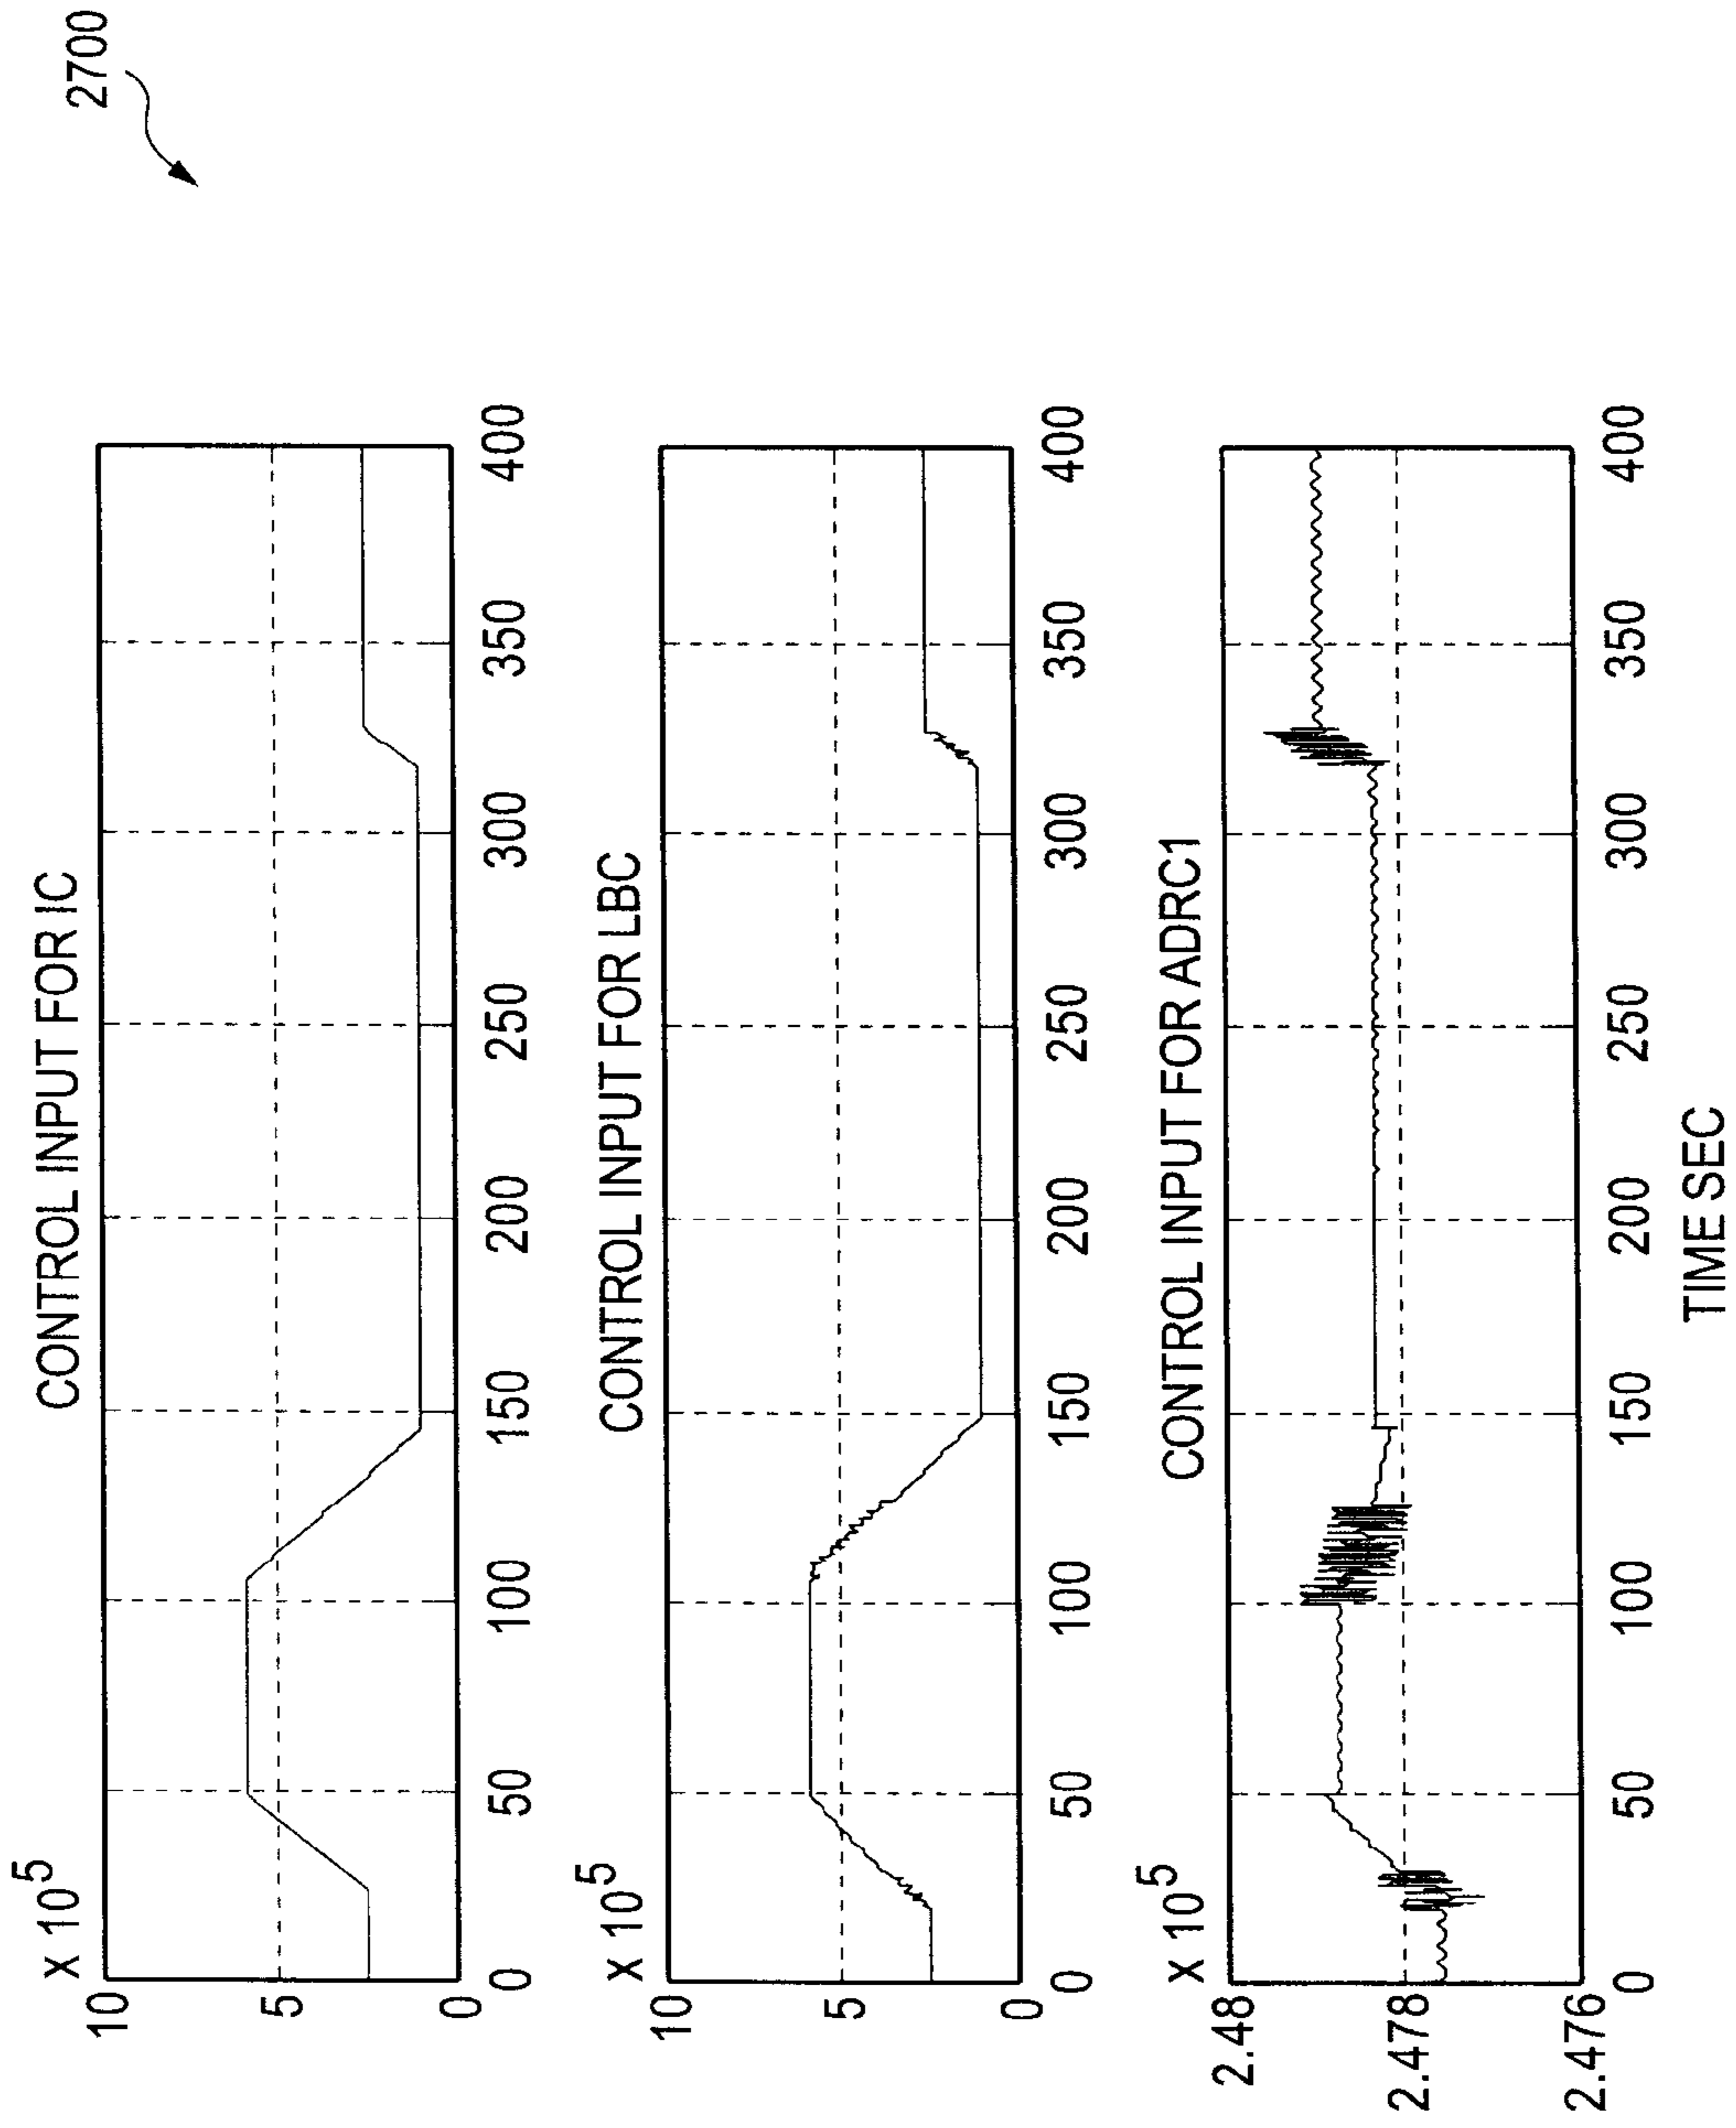 2700
CONTROL INPUT FOR IC
x 10^5
10
5
0
0 50 100 150 200 250 300 350 400
CONTROL INPUT FOR LBC
x 10^5
10
5
0
0 50 100 150 200 250 300 350 400
CONTROL INPUT FOR ADRC1
x 10^5
2.48
2.478
2.476
0 50 100 150 200 250 300 350 400
TIME SEC